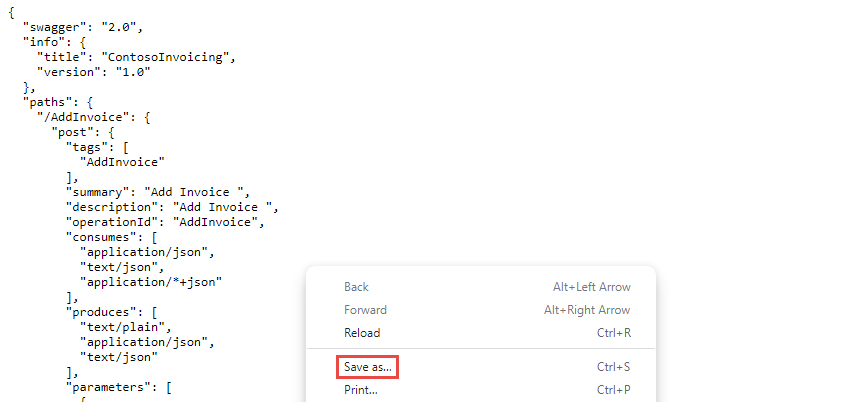 {
  "swagger": "2.0",
  "info": {
    "title": "ContosoInvoicing",
    "version": "1.0"
  },
  "paths": {
    "/AddInvoice": {
      "post": {
        "tags": [
          "AddInvoice"
        ],
        "summary": "Add Invoice ",
        "description": "Add Invoice ",
        "operationId": "AddInvoice",
        "consumes": [
          "application/json",
          "text/json",
          "application/*+json"
        ],
        "produces": [
          "text/plain",
          "application/json",
          "text/json"
        ],
        "parameters": [
          {
Back Alt+Left Arrow
Forward Alt+Right Arrow
Reload Ctrl+R
Save as... Ctrl+S
Print... Ctrl+P